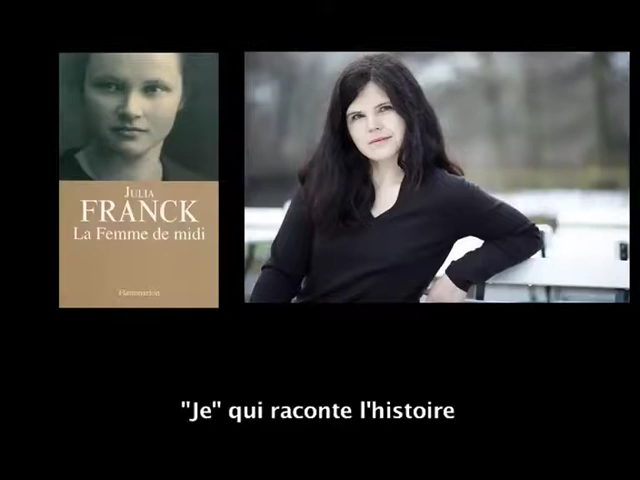 JULIA
FRANCK
La Femme de midi
Flammarion
"Je" qui raconte l'histoire